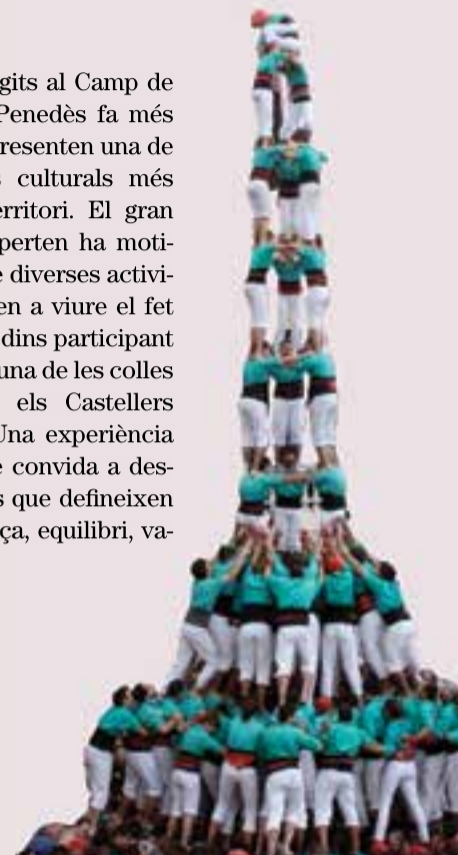 gits al Camp de
Penedès fa més
resenten una de
culturals més
erritori. El gran
perten ha moti-
e diverses activi-
en a viure el fet
dins participant
una de les colles
els Castellers
Una experiència
e convida a des-
s que defineixen
ça, equilibri, va-